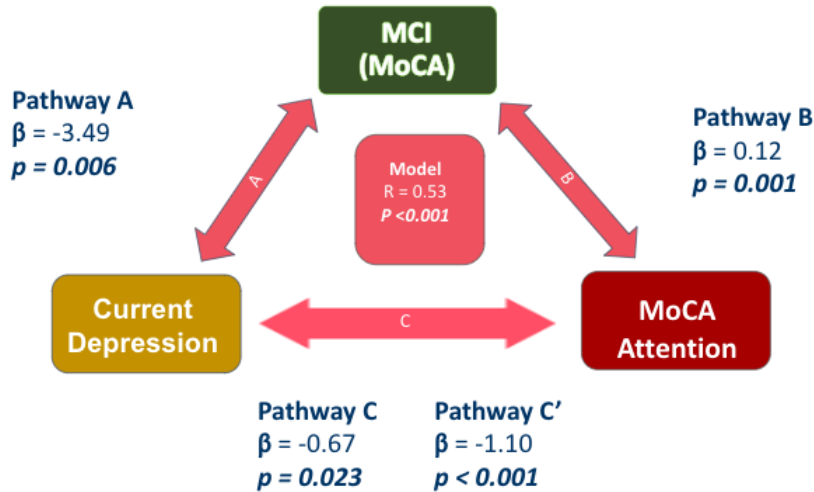 MCI
(MoCA)
Pathway A
β = -3.49
p = 0.006
Pathway B
β = 0.12
p = 0.001
Model
R = 0.53
P <0.001
A
B
Current
Depression
C
MoCA
Attention
Pathway C
β = -0.67
p = 0.023
Pathway C’
β = -1.10
p < 0.001